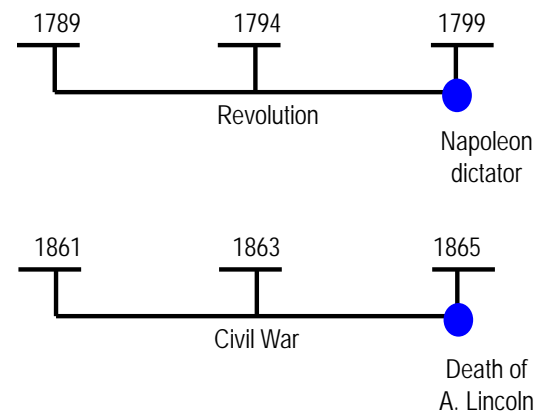 1789 1794 1799
Revolution
Napoleon
dictator
1861 1863 1865
Civil War
Death of
A. Lincoln